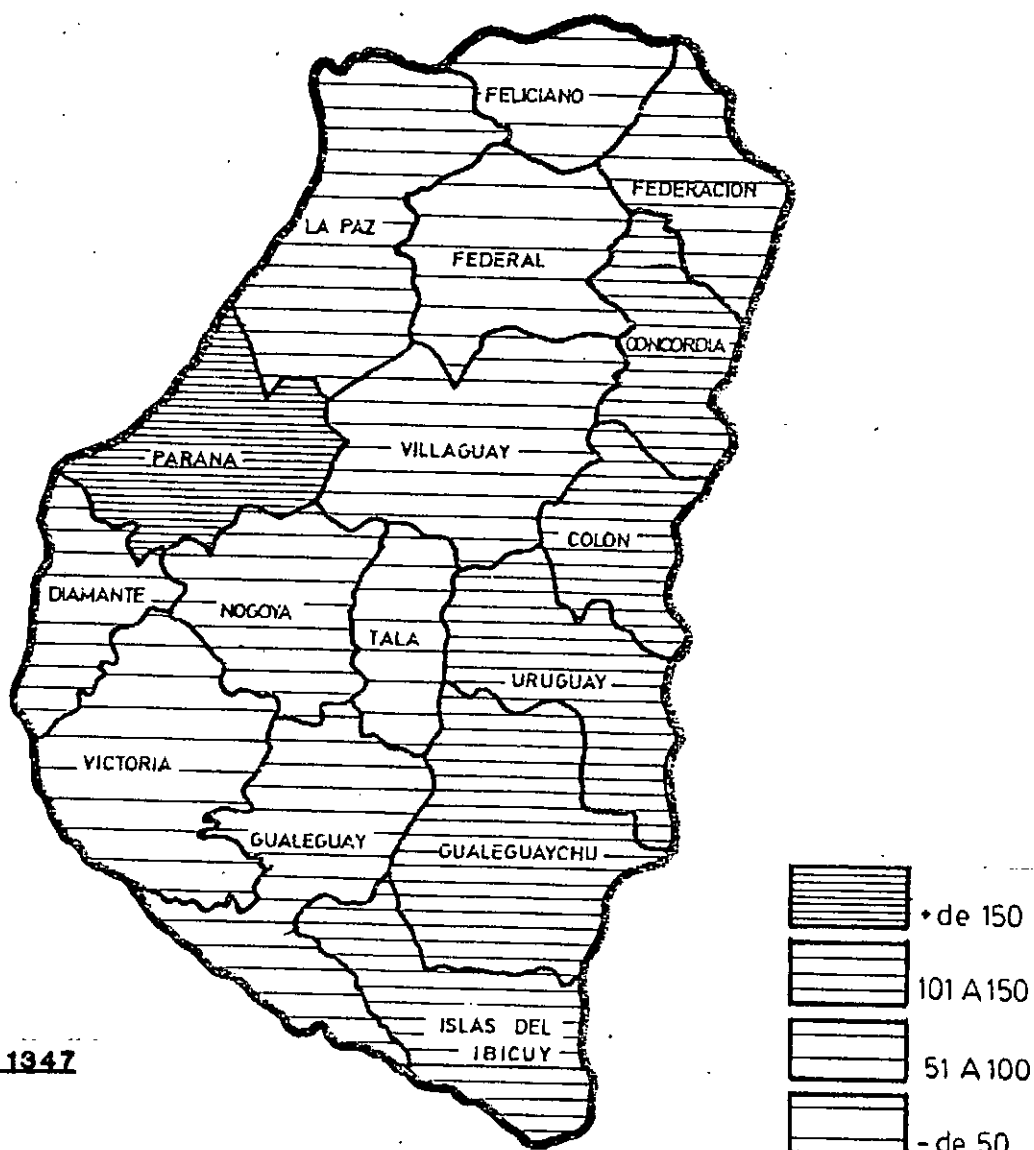 FELICIANO
FEDERACION
LA PAZ
FEDERAL
CONCORDIA
PARANA
VILLAGUAY
COLON
DIAMANTE
NOGOYA
TALA
URUGUAY
VICTORIA
GUALEGUAY
GUALEGUAYCHU
ISLAS DEL
IBICUY
1347
+ de 150
101 A 150
51 A 100
- de 50